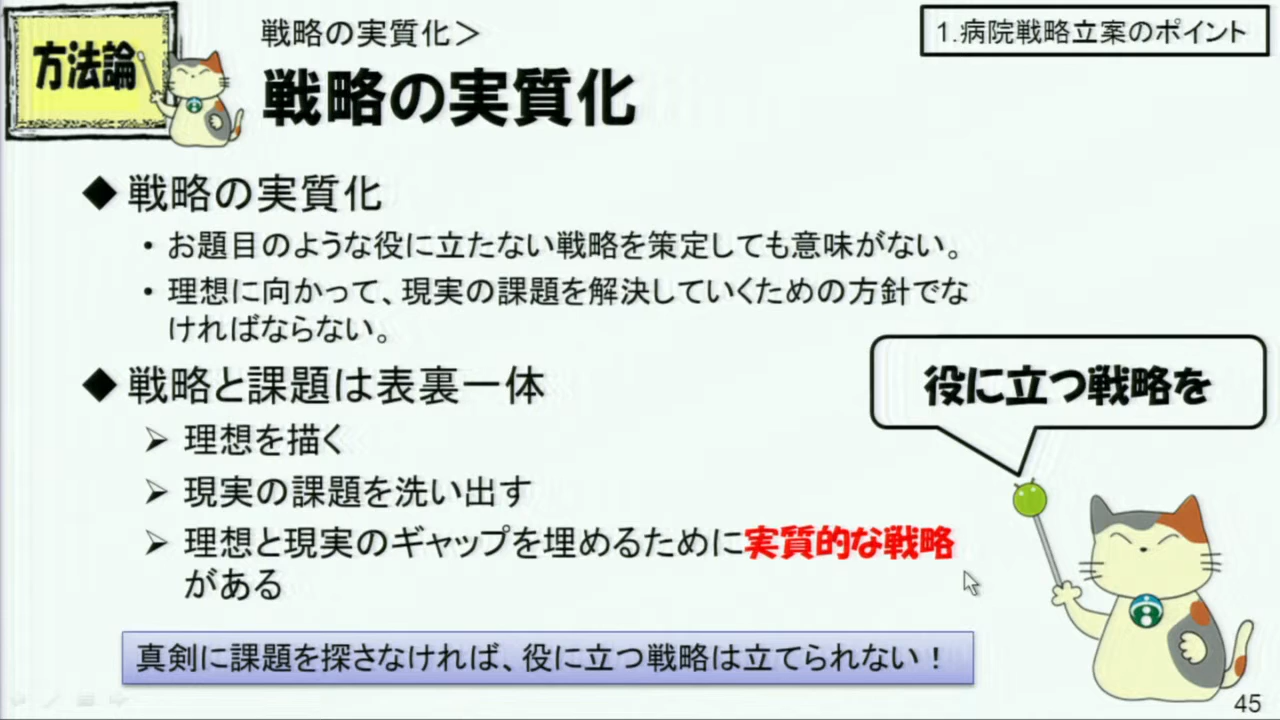 方法論
戦略の実質化＞
1.病院戦略立案のポイント
戦略の実質化
◆ 戦略の実質化
・お題目のような役に立たない戦略を策定しても意味がない。
・理想に向かって、現実の課題を解決していくための方針でな
ければならない。
◆ 戦略と課題は表裏一体
➢ 理想を描く
➢ 現実の課題を洗い出す
➢ 理想と現実のギャップを埋めるために実質的な戦略
がある
役に立つ戦略を
真剣に課題を探さなければ、役に立つ戦略は立てられない！
45